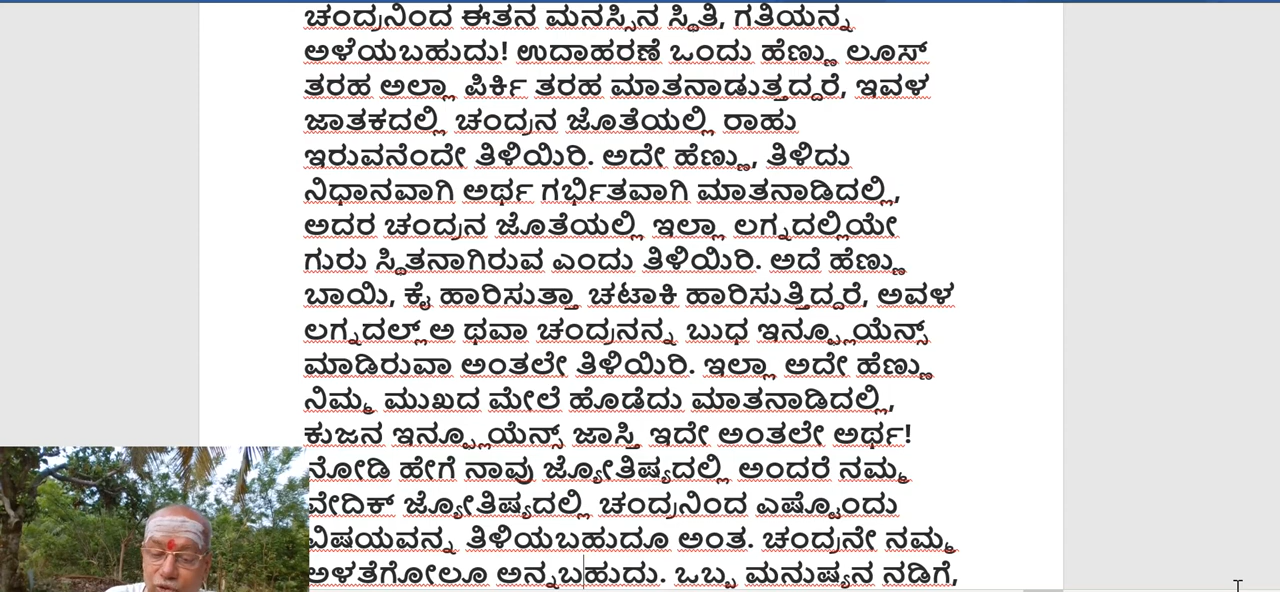 ಚಂದ್ರನಿಂದ ಈತನ ಮನಸ್ಸಿನ ಸ್ಥಿತಿ, ಗತಿಯನ್ನ
ಅಳೆಯಬಹುದು! ಉದಾಹರಣೆ ಒಂದು ಹೆಣ್ಣು ಲೂಸ್
ತರಹ ಅಲ್ಲಾ ಪಿರ್ಕಿ ತರಹ ಮಾತನಾಡುತ್ತದ್ದರೆ, ಇವಳ
ಜಾತಕದಲ್ಲಿ ಚಂದ್ರನ ಜೊತೆಯಲ್ಲಿ ರಾಹು
ಇರುವನೆಂದೇ ತಿಳಿಯಿರಿ. ಅದೇ ಹೆಣ್ಣು, ತಿಳಿದು
ನಿಧಾನವಾಗಿ ಅರ್ಥ ಗರ್ಭಿತವಾಗಿ ಮಾತನಾಡಿದಲ್ಲಿ,
ಅದರ ಚಂದ್ರನ ಜೊತೆಯಲ್ಲಿ ಇಲ್ಲಾ ಲಗ್ನದಲ್ಲಿಯೇ
ಗುರು ಸ್ಥಿತನಾಗಿರುವ ಎಂದು ತಿಳಿಯಿರಿ. ಅದೆ ಹೆಣ್ಣು
ಬಾಯಿ, ಕೈ ಹಾರಿಸುತ್ತಾ ಚಟಾಕಿ ಹಾರಿಸುತ್ತಿದ್ದರೆ, ಅವಳ
ಲಗ್ನದಲ್ಲ್ ಅ ಥವಾ ಚಂದ್ರನನ್ನ ಬುಧ ಇನ್ಪ್ಲೂಯೆನ್ಸ್
ಮಾಡಿರುವಾ ಅಂತಲೇ ತಿಳಿಯಿರಿ. ಇಲ್ಲಾ ಅದೇ ಹೆಣ್ಣು
ನಿಮ್ಮ ಮುಖದ ಮೇಲೆ ಹೊಡೆದು ಮಾತನಾಡಿದಲ್ಲಿ,
ಕುಜನ ಇನ್ಪ್ಲೂಯೆನ್ಸ್ ಜಾಸ್ತಿ ಇದೇ ಅಂತಲೇ ಅರ್ಥ!
ನೋಡಿ ಹೇಗೆ ನಾವು ಜ್ಯೋತಿಷ್ಯದಲ್ಲಿ ಅಂದರೆ ನಮ್ಮ
ವೇದಿಕ್ ಜ್ಯೋತಿಷ್ಯದಲ್ಲಿ ಚಂದ್ರನಿಂದ ಎಷ್ಟೊಂದು
ವಿಷಯವನ್ನ ತಿಳಿಯಬಹುದೂ ಅಂತ. ಚಂದ್ರನೇ ನಮ್ಮ
ಅಳತೆಗೋಲೂ ಅನ್ನಬಹುದು. ಒಬ್ಬ ಮನುಷ್ಯನ ನಡಿಗೆ,